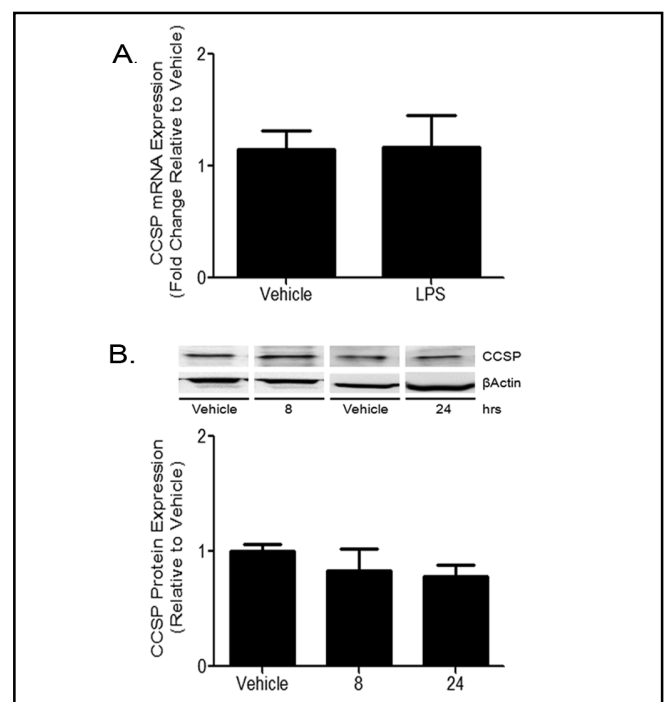 A.
CCSP mRNA Expression
(Fold Change Relative to Vehicle)
2
1
0
Vehicle LPS
B.
CCSP
βActin
Vehicle 8 Vehicle 24 hrs
CCSP Protein Expression
(Relative to Vehicle)
2
1
0
Vehicle 8 24